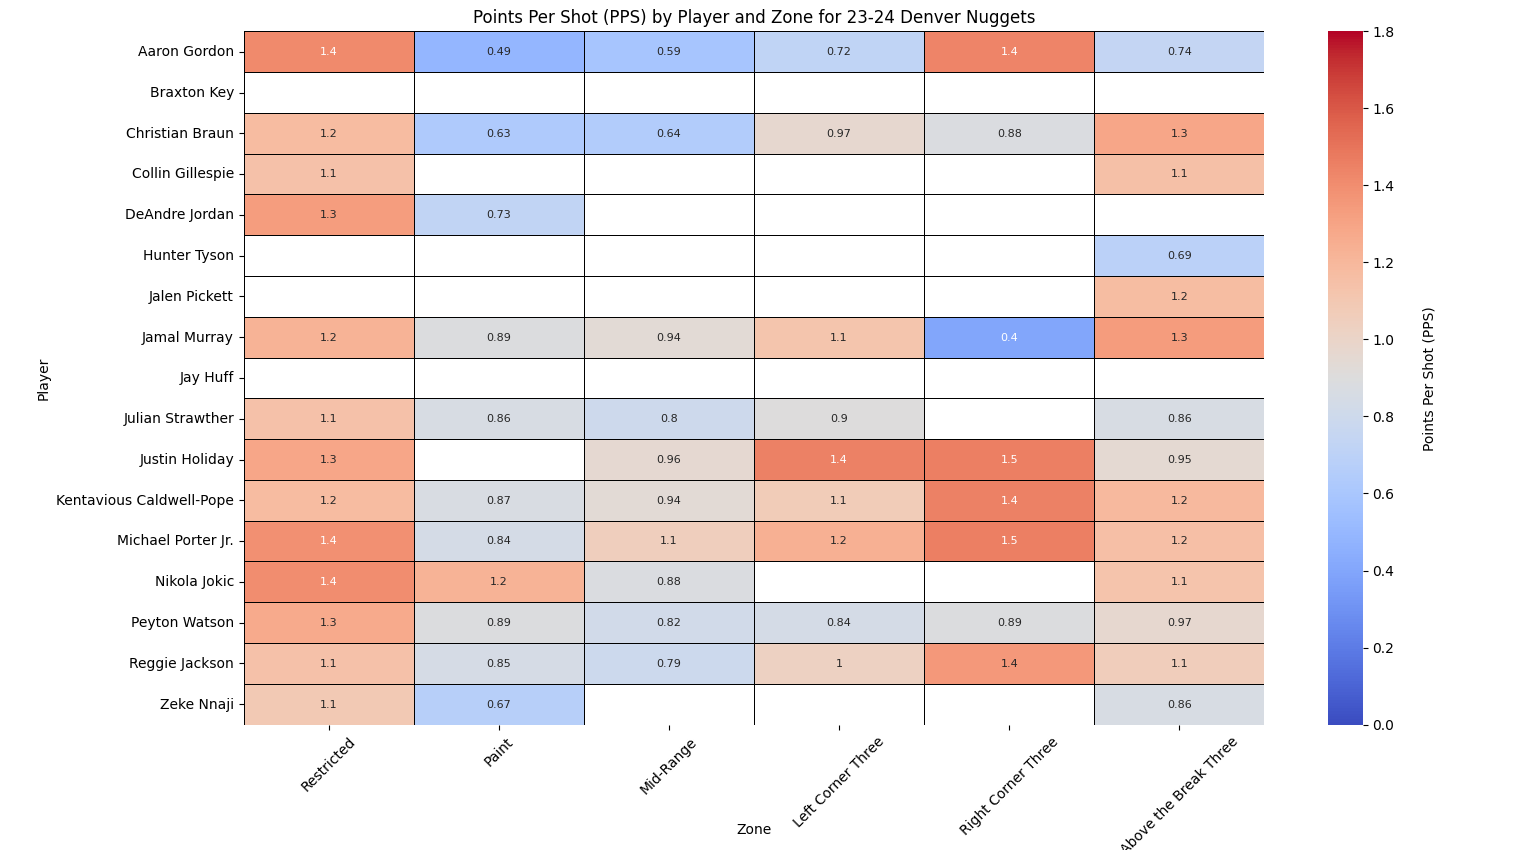 Points Per Shot (PPS) by Player and Zone for 23-24 Denver Nuggets
Player
Aaron Gordon 1.4 0.49 0.59 0.72 1.4 0.74
Braxton Key
Christian Braun 1.2 0.63 0.64 0.97 0.88 1.3
Collin Gillespie 1.1 1.1
DeAndre Jordan 1.3 0.73
Hunter Tyson 0.69
Jalen Pickett 1.2
Jamal Murray 1.2 0.89 0.94 1.1 0.4 1.3
Jay Huff
Julian Strawther 1.1 0.86 0.8 0.9 0.86
Justin Holiday 1.3 0.96 1.4 1.5 0.95
Kentavious Caldwell-Pope 1.2 0.87 0.94 1.1 1.4 1.2
Michael Porter Jr. 1.4 0.84 1.1 1.2 1.5 1.2
Nikola Jokic 1.4 1.2 0.88 1.1
Peyton Watson 1.3 0.89 0.82 0.84 0.89 0.97
Reggie Jackson 1.1 0.85 0.79 1 1.4 1.1
Zeke Nnaji 1.1 0.67 0.86
Restricted
Paint
Mid-Range
Left Corner Three
Right Corner Three
Above the Break Three
Zone
1.8
1.6
1.4
1.2
1.0
0.8
0.6
0.4
0.2
0.0
Points Per Shot (PPS)